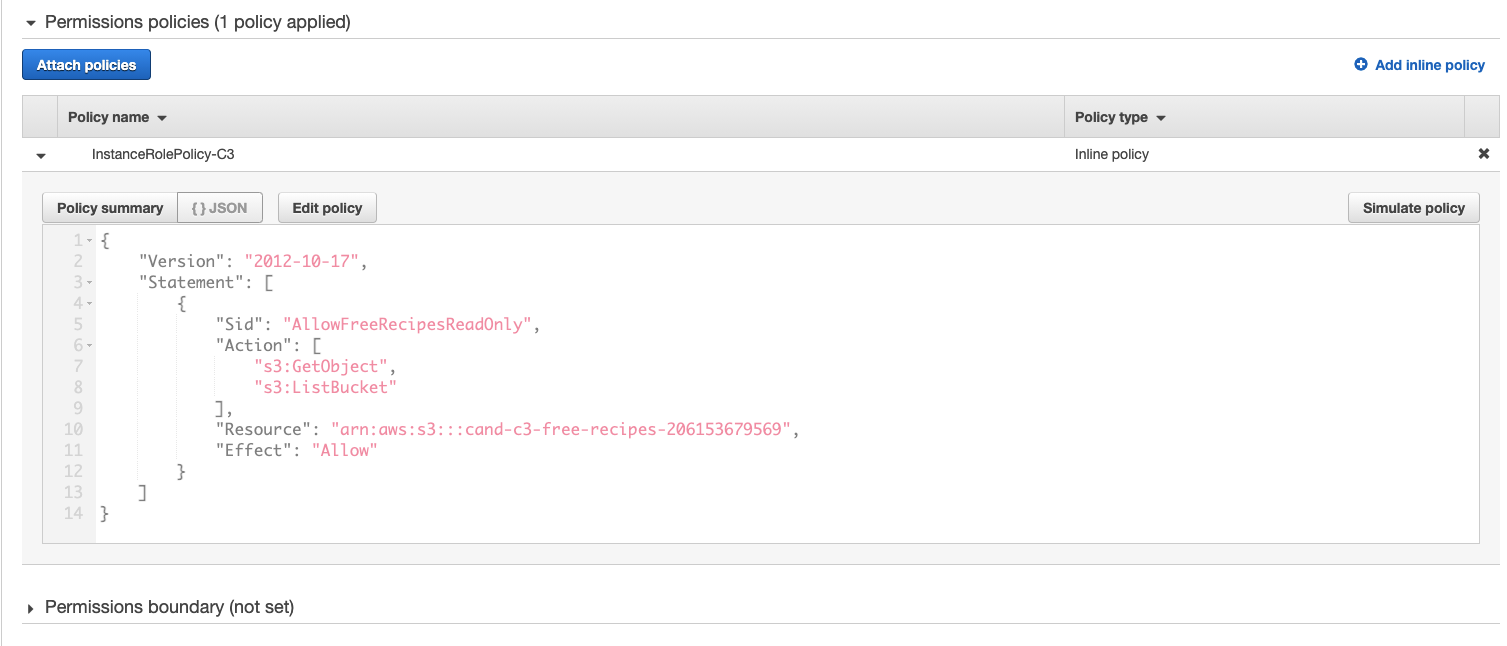 Permissions policies (1 policy applied)
Attach policies
Add inline policy
Policy name
Policy type
InstanceRolePolicy-C3
Inline policy
Policy summary
{ } JSON
Edit policy
Simulate policy
1 {
2     "Version": "2012-10-17",
3     "Statement": [
4         {
5             "Sid": "AllowFreeRecipesReadOnly",
6             "Action": [
7                 "s3:GetObject",
8                 "s3:ListBucket"
9             ],
10             "Resource": "arn:aws:s3:::cand-c3-free-recipes-206153679569",
11             "Effect": "Allow"
12         }
13     ]
14 }
Permissions boundary (not set)